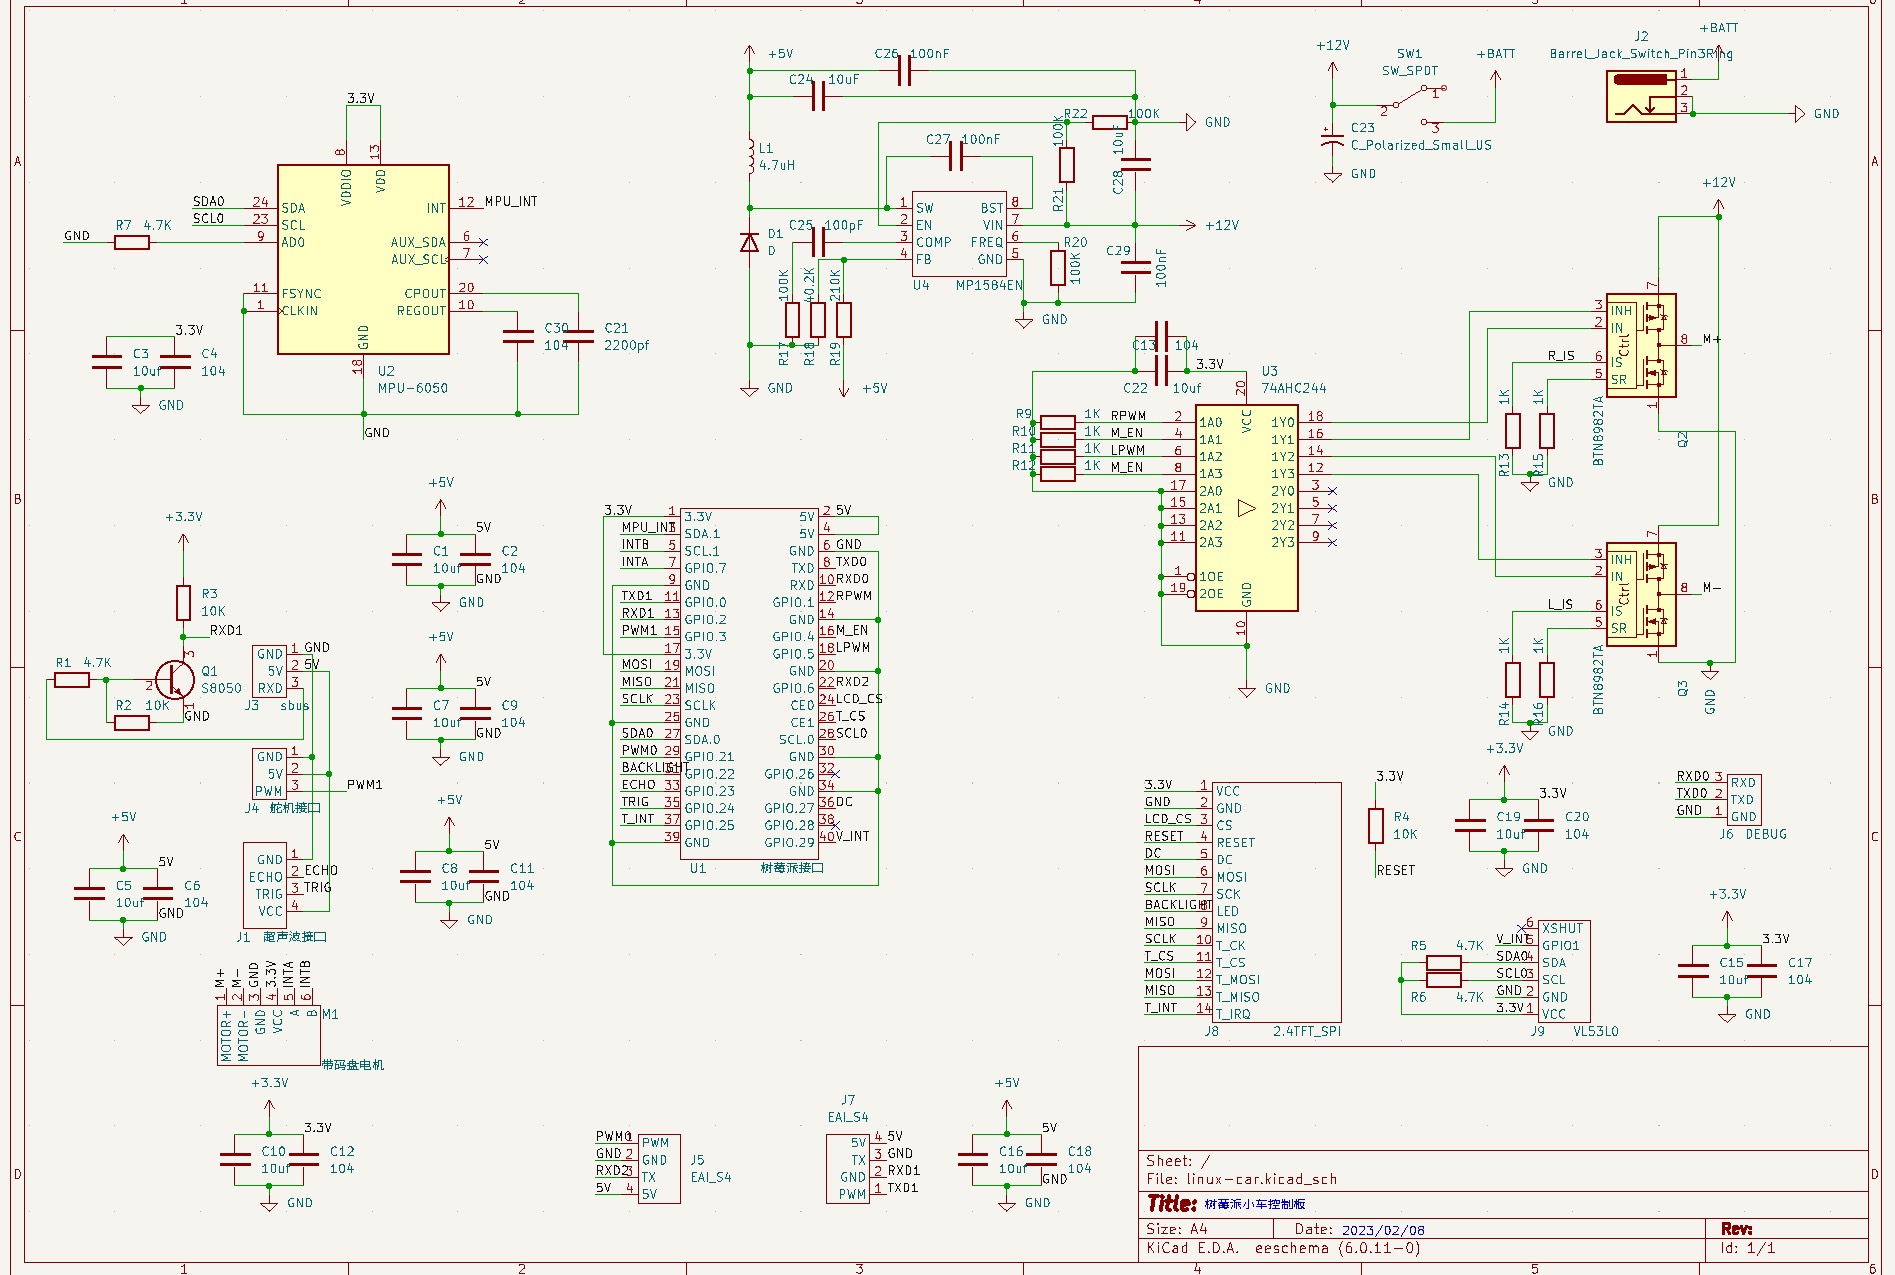 1
2
3
4
5
6
A
B
C
D
A
B
C
D
3.3V
8
13
VDDIO
VDD
SDA0
24
SDA
SCL0
23
SCL
GND
R7 4.7K
9
AD0
11
FSYNC
1
CLKIN
INT
12
MPU_INT
AUX_SDA
6
AUX_SCL
7
CPOUT
20
REGOUT
10
GND
18
U2
MPU-6050
GND
C30
104
C21
2200pf
3.3V
C3
10uf
C4
104
GND
+5V
C26 100nF
C24 10uF
R22 100K
GND
C27 100nF
L1
4.7uH
R21
100K
C28
10uF
1
SW
2
EN
3
COMP
4
FB
BST
8
VIN
7
FREQ
6
GND
5
U4
MP1584EN
+12V
D1
D
C25 100pF
R17
100K
R18
40.2K
R19
210K
R20
100K
C29
100nF
GND
GND
+5V
+12V
SW1
SW_SPDT
+BATT
1
2
3
C23
C_Polarized_Small_US
GND
J2
Barrel_Jack_Switch_Pin3Ring
+BATT
1
2
3
GND
+12V
C13 104
C22 10uf
3.3V
20
U3
74AHC244
VCC
R9 1K RPWM
R10 1K M_EN
R11 1K LPWM
R12 1K M_EN
2 1A0 1Y0 18
4 1A1 1Y1 16
6 1A2 1Y2 14
8 1A3 1Y3 12
17 2A0 2Y0 3
15 2A1 2Y1 5
13 2A2 2Y2 7
11 2A3 2Y3 9
1 1OE
19 2OE
GND
10
GND
7
3 INH
2 IN
6 IS
5 SR
Ctrl
8 M+
1
R_IS
R13
1K
R15
1K
BTN8982TA
Q2
GND
7
3 INH
2 IN
6 IS
5 SR
Ctrl
8 M-
1
L_IS
R14
1K
R16
1K
BTN8982TA
Q3
GND
GND
+3.3V
R3
10K
RXD1
3
R1 4.7K
2
Q1
S8050
R2 10K
1
GND
GND 1 GND
5V 2 5V
RXD 3
J3 sbus
GND 1
5V 2
PWM 3 PWM1
J4 舵机接口
GND 1
ECHO 2 ECHO
TRIG 3 TRIG
VCC 4
J1 超声波接口
+5V
5V
C1
10uf
C2
104
GND
GND
+5V
5V
C7
10uf
C9
104
GND
GND
+5V
5V
C8
10uf
C11
104
GND
GND
+5V
5V
C5
10uf
C6
104
GND
GND
3.3V 1 3.3V 5V 2 5V
MPU_INT 3 SDA.1 5V 4
INTB 5 SCL.1 GND 6 GND
INTA 7 GPIO.7 TXD 8 TXD0
9 GND RXD 10 RXD0
TXD1 11 GPIO.0 GPIO.1 12 RPWM
RXD1 13 GPIO.2 GND 14
PWM1 15 GPIO.3 GPIO.4 16 M_EN
17 3.3V GPIO.5 18 LPWM
MOSI 19 MOSI GND 20
MISO 21 MISO GPIO.6 22 RXD2
SCLK 23 SCLK CE0 24 LCD_CS
25 GND CE1 26 T_CS
SDA0 27 SDA.0 SCL.0 28 SCL0
PWM0 29 GPIO.21 GND 30
BACKLIGHT GPIO.22 GPIO.26 32
ECHO 33 GPIO.23 GND 34
TRIG 35 GPIO.24 GPIO.27 36 DC
T_INT 37 GPIO.25 GPIO.28 38
39 GND GPIO.29 40 V_INT
U1 树莓派接口
M+ M- GND 3.3V INTA INTB
1 2 3 4 5 6
MOTOR+ MOTOR- GND VCC A B
M1
带码盘电机
+3.3V
3.3V
C10
10uf
C12
104
GND
PWM0 1 PWM
GND 2 GND
RXD2 3 TX
5V 4 5V
J5
EAI_S4
J7
EAI_S4
5V 4 5V
TX 3 GND
GND 2 RXD1
PWM 1 TXD1
+5V
5V
C16
10uf
C18
104
GND
GND
3.3V 1 VCC
GND 2 GND
LCD_CS 3 CS
RESET 4 RESET
DC 5 DC
MOSI 6 MOSI
SCLK 7 SCK
BACKLIGHT 8 LED
MISO 9 MISO
SCLK 10 T_CK
T_CS 11 T_CS
MOSI 12 T_MOSI
MISO 13 T_MISO
T_INT 14 T_IRQ
J8 2.4TFT_SPI
3.3V
R4
10K
RESET
+3.3V
3.3V
C19
10uf
C20
104
GND
RXD0 3 RXD
TXD0 2 TXD
GND 1 GND
J6 DEBUG
6 XSHUT
V_INT 5 GPIO1
SDA0 4 SDA
SCL0 3 SCL
GND 2 GND
3.3V 1 VCC
R5 4.7K
R6 4.7K
J9 VL53L0
+3.3V
3.3V
C15
10uf
C17
104
GND
Sheet: /
File: linux-car.kicad_sch
Title: 树莓派小车控制板
Size: A4 Date: 2023/02/08 Rev:
KiCad E.D.A. eeschema (6.0.11-0) Id: 1/1
1
2
3
4
5
6